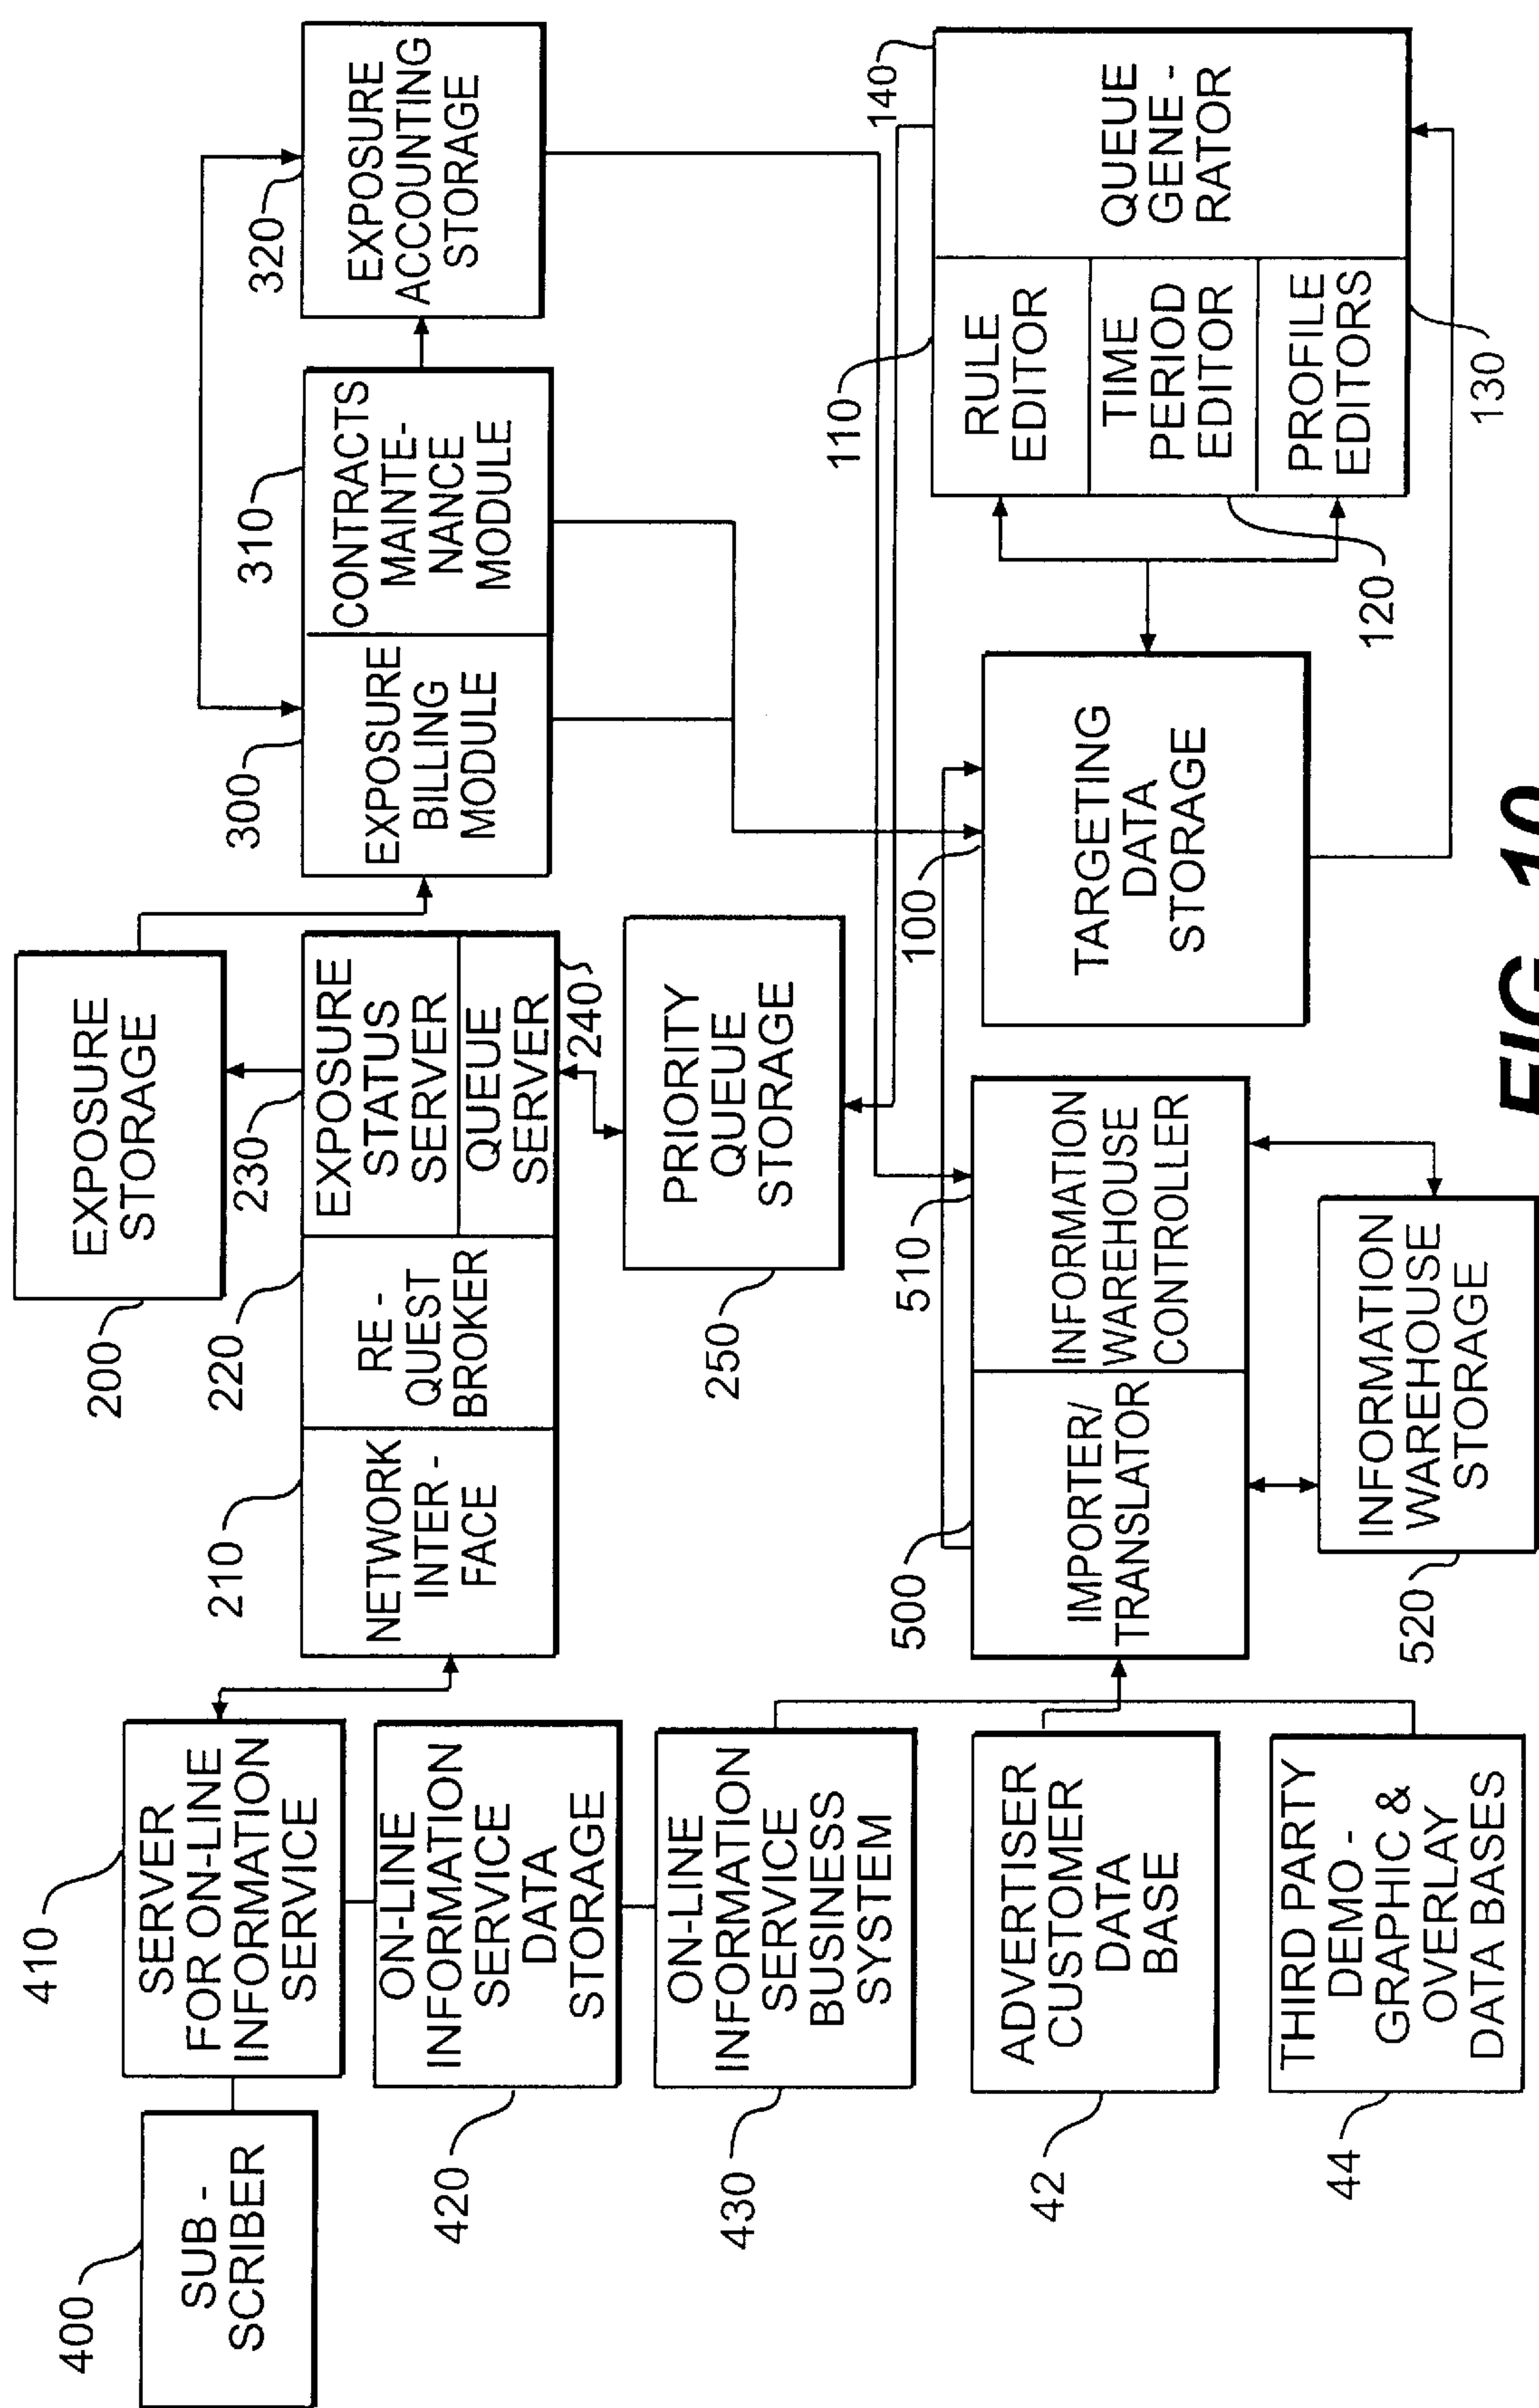 400
SUB -
SCRIBER
410
SERVER
FOR ON-LINE
INFORMATION
SERVICE
420
ON-LINE
INFORMATION
SERVICE
DATA
STORAGE
430
ON-LINE
INFORMATION
SERVICE
BUSINESS
SYSTEM
42
ADVERTISER
CUSTOMER
DATA
BASE
44
THIRD PARTY
DEMO -
GRAPHIC &
OVERLAY
DATA BASES
200
EXPOSURE
STORAGE
210
NETWORK
INTER -
FACE
220
RE -
QUEST
BROKER
230
EXPOSURE
STATUS
SERVER
QUEUE
SERVER
240
250
PRIORITY
QUEUE
STORAGE
500
IMPORTER/
TRANSLATOR
510
INFORMATION
WAREHOUSE
CONTROLLER
520
INFORMATION
WAREHOUSE
STORAGE
300
EXPOSURE
BILLING
MODULE
310
CONTRACTS
MAINTE-
NANCE
MODULE
320
EXPOSURE
ACCOUNTING
STORAGE
100
TARGETING
DATA
STORAGE
110
RULE
EDITOR
TIME
PERIOD
EDITOR
120
PROFILE
EDITORS
130
140
QUEUE
GENE -
RATOR
FIG. 10